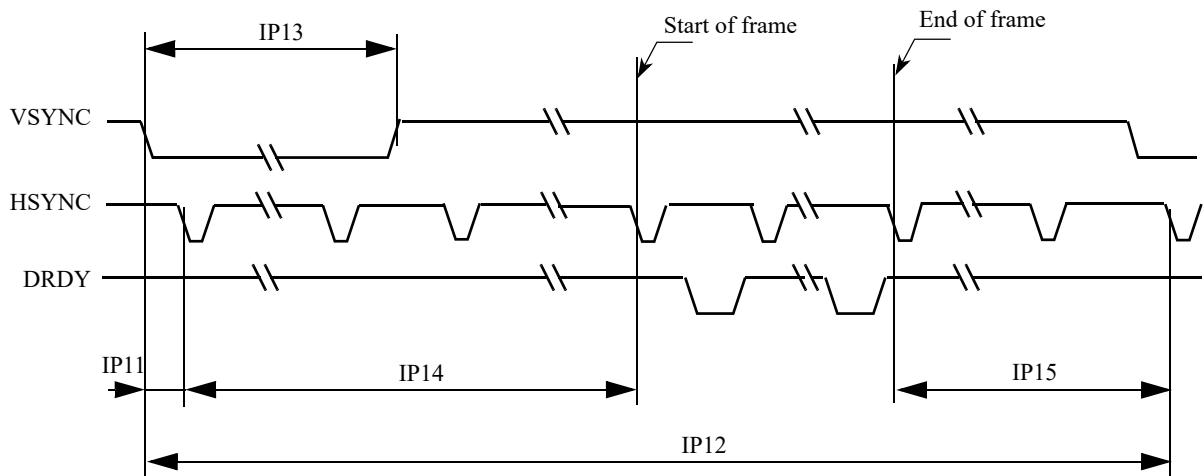 IP13
Start of frame
End of frame
VSYNC
HSYNC
DRDY
IP11
IP14
IP15
IP12